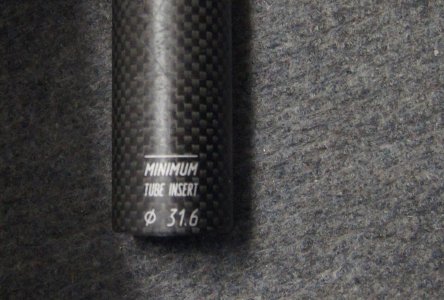 MINIMUM
TUBE INSERT
Ø 31.6